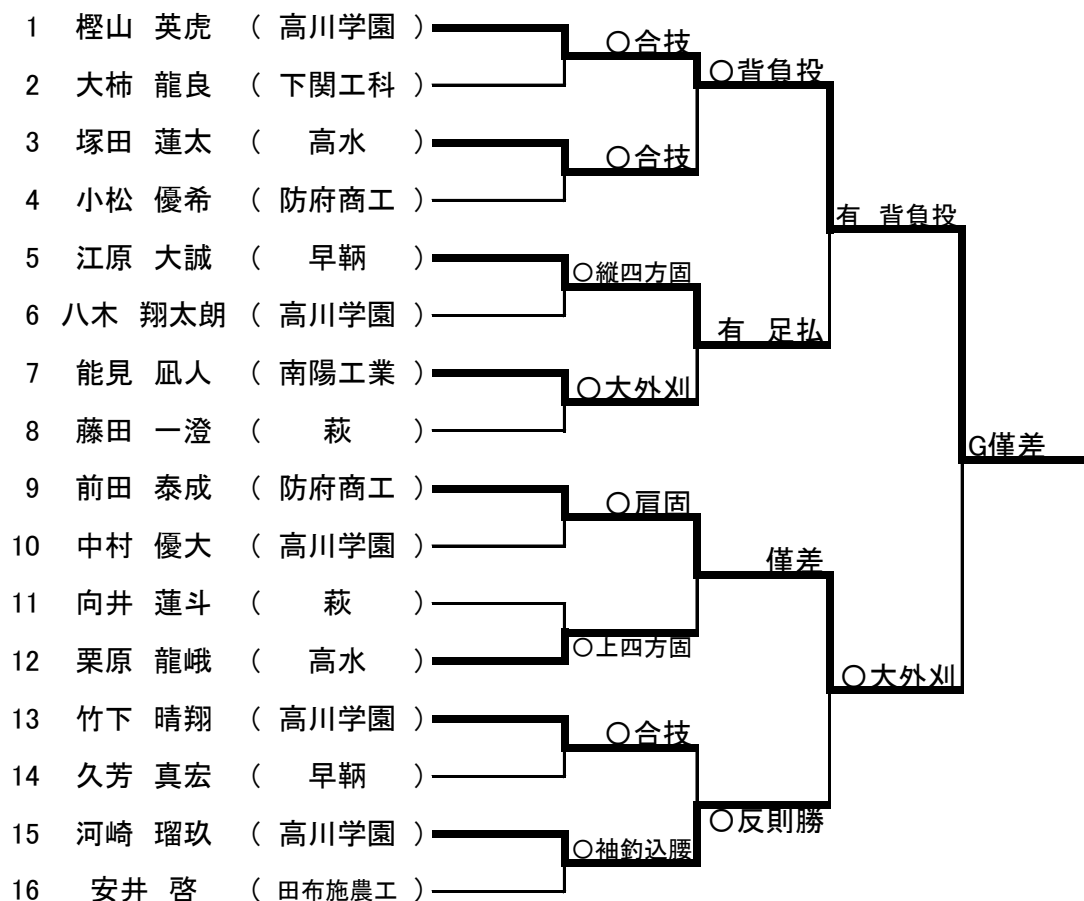 1 樫山 英虎 ( 高川学園 )
○合技
2 大柿 龍良 ( 下関工科 )
○背負投
3 塚田 蓮太 ( 高水 )
○合技
4 小松 優希 ( 防府商工 )
有 背負投
5 江原 大誠 ( 早鞆 )
○縦四方固
6 八木 翔太朗 ( 高川学園 )
有 足払
7 能見 凪人 ( 南陽工業 )
○大外刈
8 藤田 一澄 ( 萩 )
G僅差
9 前田 泰成 ( 防府商工 )
○肩固
10 中村 優大 ( 高川学園 )
僅差
11 向井 蓮斗 ( 萩 )
○上四方固
12 栗原 龍峨 ( 高水 )
○大外刈
13 竹下 晴翔 ( 高川学園 )
○合技
14 久芳 真宏 ( 早鞆 )
○反則勝
15 河崎 瑠玖 ( 高川学園 )
○袖釣込腰
16 安井 啓 ( 田布施農工 )